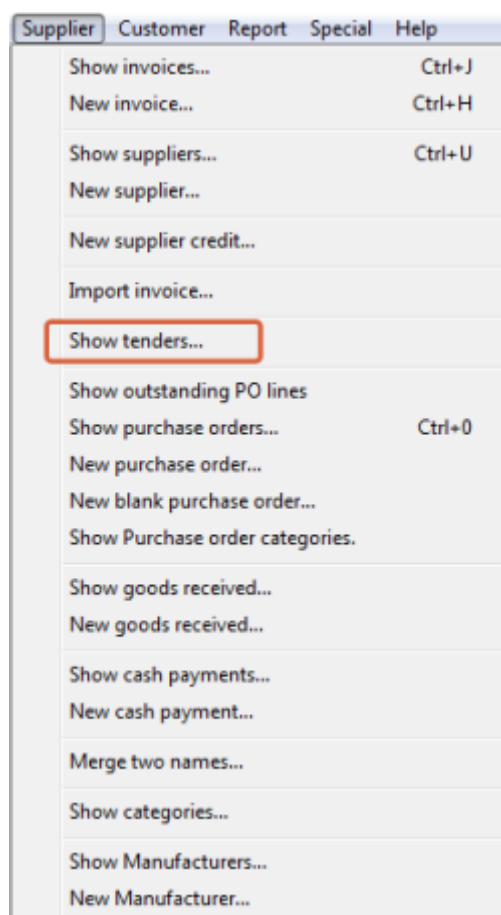 Supplier Customer Report Special Help
Show invoices... Ctrl+J
New invoice... Ctrl+H
Show suppliers... Ctrl+U
New supplier...
New supplier credit...
Import invoice...
Show tenders...
Show outstanding PO lines
Show purchase orders... Ctrl+0
New purchase order...
New blank purchase order...
Show Purchase order categories.
Show goods received...
New goods received...
Show cash payments...
New cash payment...
Merge two names...
Show categories...
Show Manufacturers...
New Manufacturer...